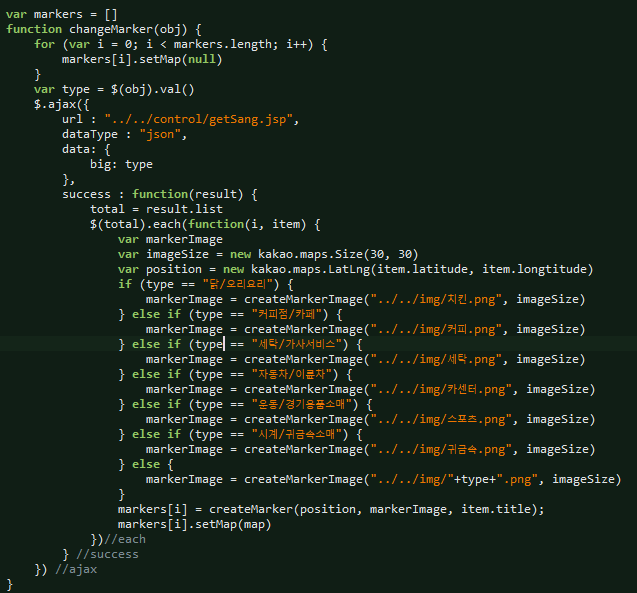 var markers = []
function changeMarker(obj) {
    for (var i = 0; i < markers.length; i++) {
        markers[i].setMap(null)
    }
    var type = $(obj).val()
    $.ajax({
        url : "../../control/getSang.jsp",
        dataType : "json",
        data: {
            big: type
        },
        success : function(result) {
            total = result.list
            $(total).each(function(i, item) {
                var markerImage
                var imageSize = new kakao.maps.Size(30, 30)
                var position = new kakao.maps.LatLng(item.latitude, item.longtitude)
                if (type == "닭/오리요리") {
                    markerImage = createMarkerImage("../../img/치킨.png", imageSize)
                } else if (type == "커피점/카페") {
                    markerImage = createMarkerImage("../../img/커피.png", imageSize)
                } else if (type == "세탁/가사서비스") {
                    markerImage = createMarkerImage("../../img/세탁.png", imageSize)
                } else if (type == "자동차/이륜차") {
                    markerImage = createMarkerImage("../../img/카센터.png", imageSize)
                } else if (type == "운동/경기용품소매") {
                    markerImage = createMarkerImage("../../img/스포츠.png", imageSize)
                } else if (type == "시계/귀금속소매") {
                    markerImage = createMarkerImage("../../img/귀금속.png", imageSize)
                } else {
                    markerImage = createMarkerImage("../../img/"+type+".png", imageSize)
                }
                markers[i] = createMarker(position, markerImage, item.title);
                markers[i].setMap(map)
            })//each
        } //success
    }) //ajax
}